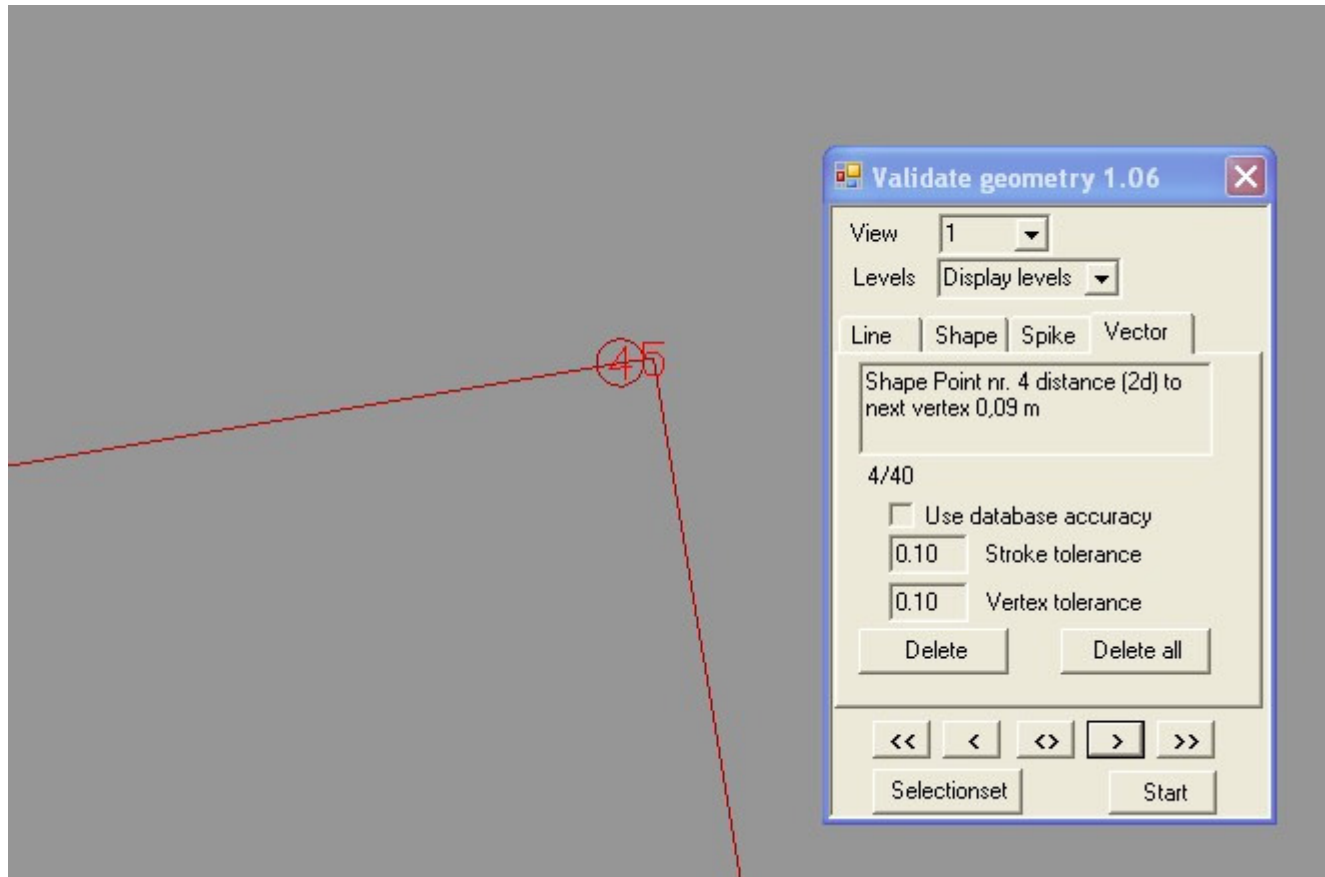 Validate geometry 1.06
View 1
Levels Display levels
Line Shape Spike Vector
Shape Point nr. 4 distance (2d) to
next vertex 0,09 m
4/40
Use database accuracy
0.10 Stroke tolerance
0.10 Vertex tolerance
Delete Delete all
<< < <> > >>
Selectionset Start
4 5